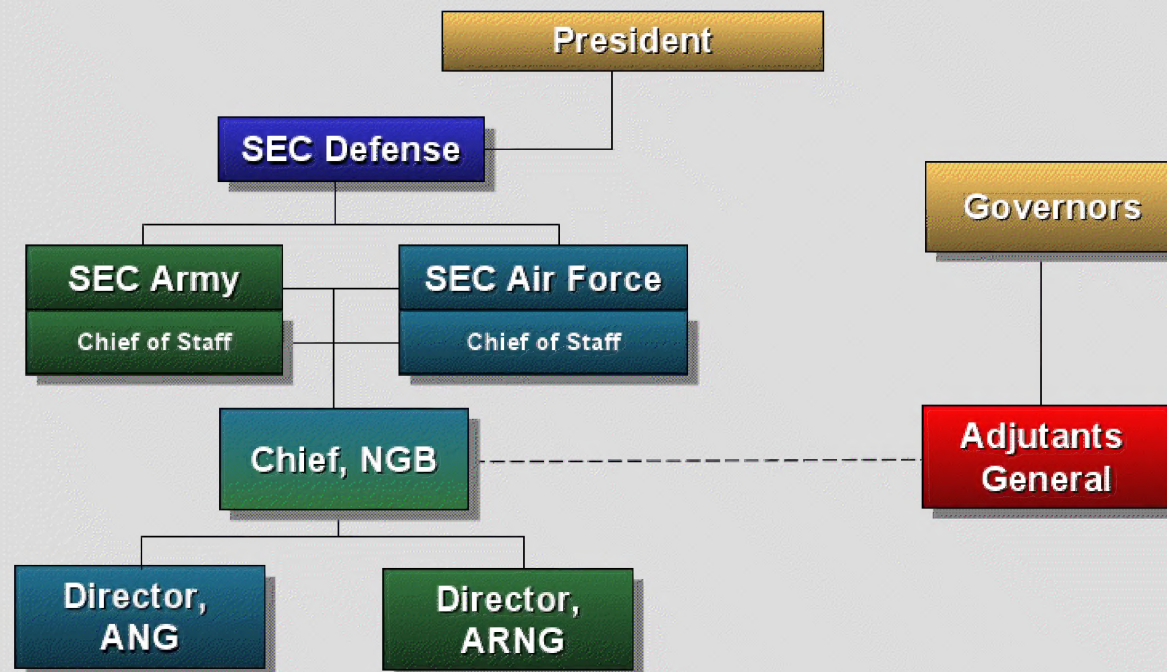 President
SEC Defense
Governors
SEC Army
SEC Air Force
Chief of Staff
Chief of Staff
Adjutants
General
Chief, NGB
Director,
ANG
Director,
ARNG